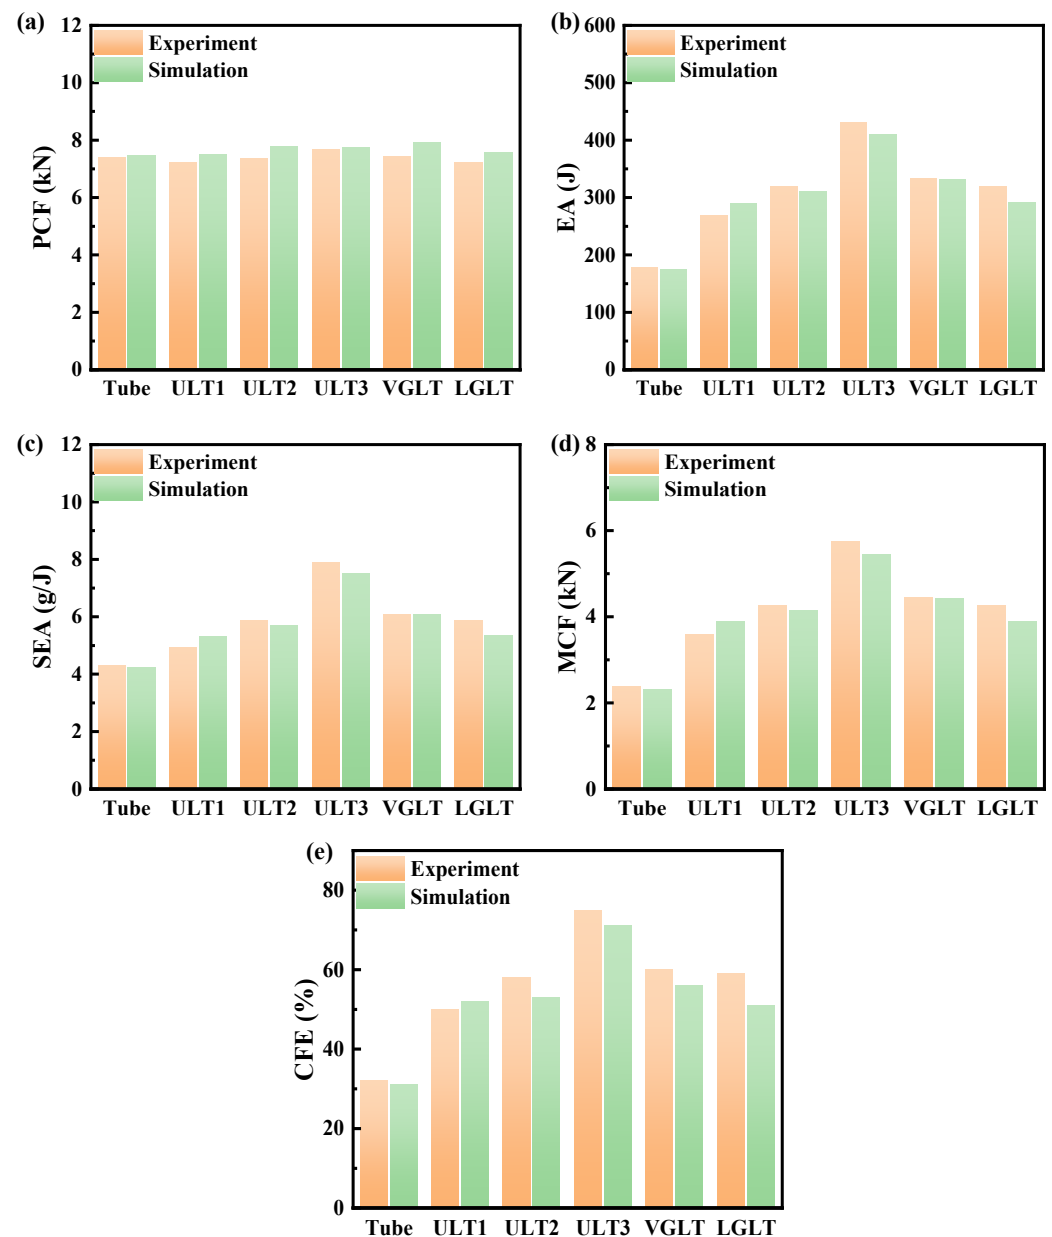 (a)
12
10
8
6
4
2
0
PCF (kN)
Experiment
Simulation
Tube ULT1 ULT2 ULT3 VGLT LGLT
(b)
600
500
400
300
200
100
0
EA (J)
Experiment
Simulation
Tube ULT1 ULT2 ULT3 VGLT LGLT
(c)
12
10
8
6
4
2
0
SEA (g/J)
Experiment
Simulation
Tube ULT1 ULT2 ULT3 VGLT LGLT
(d)
8
6
4
2
0
MCF (kN)
Experiment
Simulation
Tube ULT1 ULT2 ULT3 VGLT LGLT
(e)
80
60
40
20
0
CFE (%)
Experiment
Simulation
Tube ULT1 ULT2 ULT3 VGLT LGLT